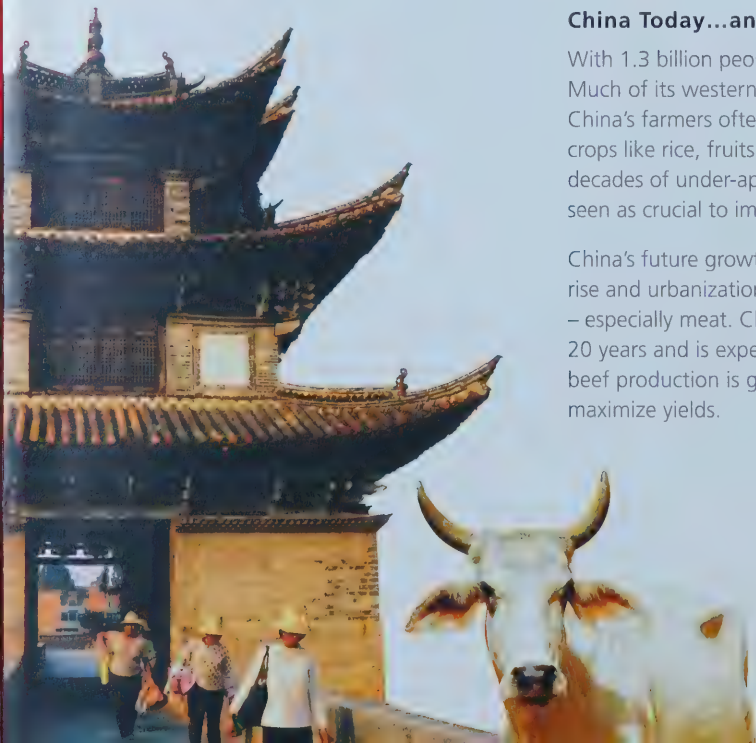 China Today...an
With 1.3 billion peo
Much of its western
China's farmers ofte
crops like rice, fruits
decades of under-ap
seen as crucial to im
China's future growt
rise and urbanization
– especially meat. C
20 years and is expe
beef production is g
maximize yields.